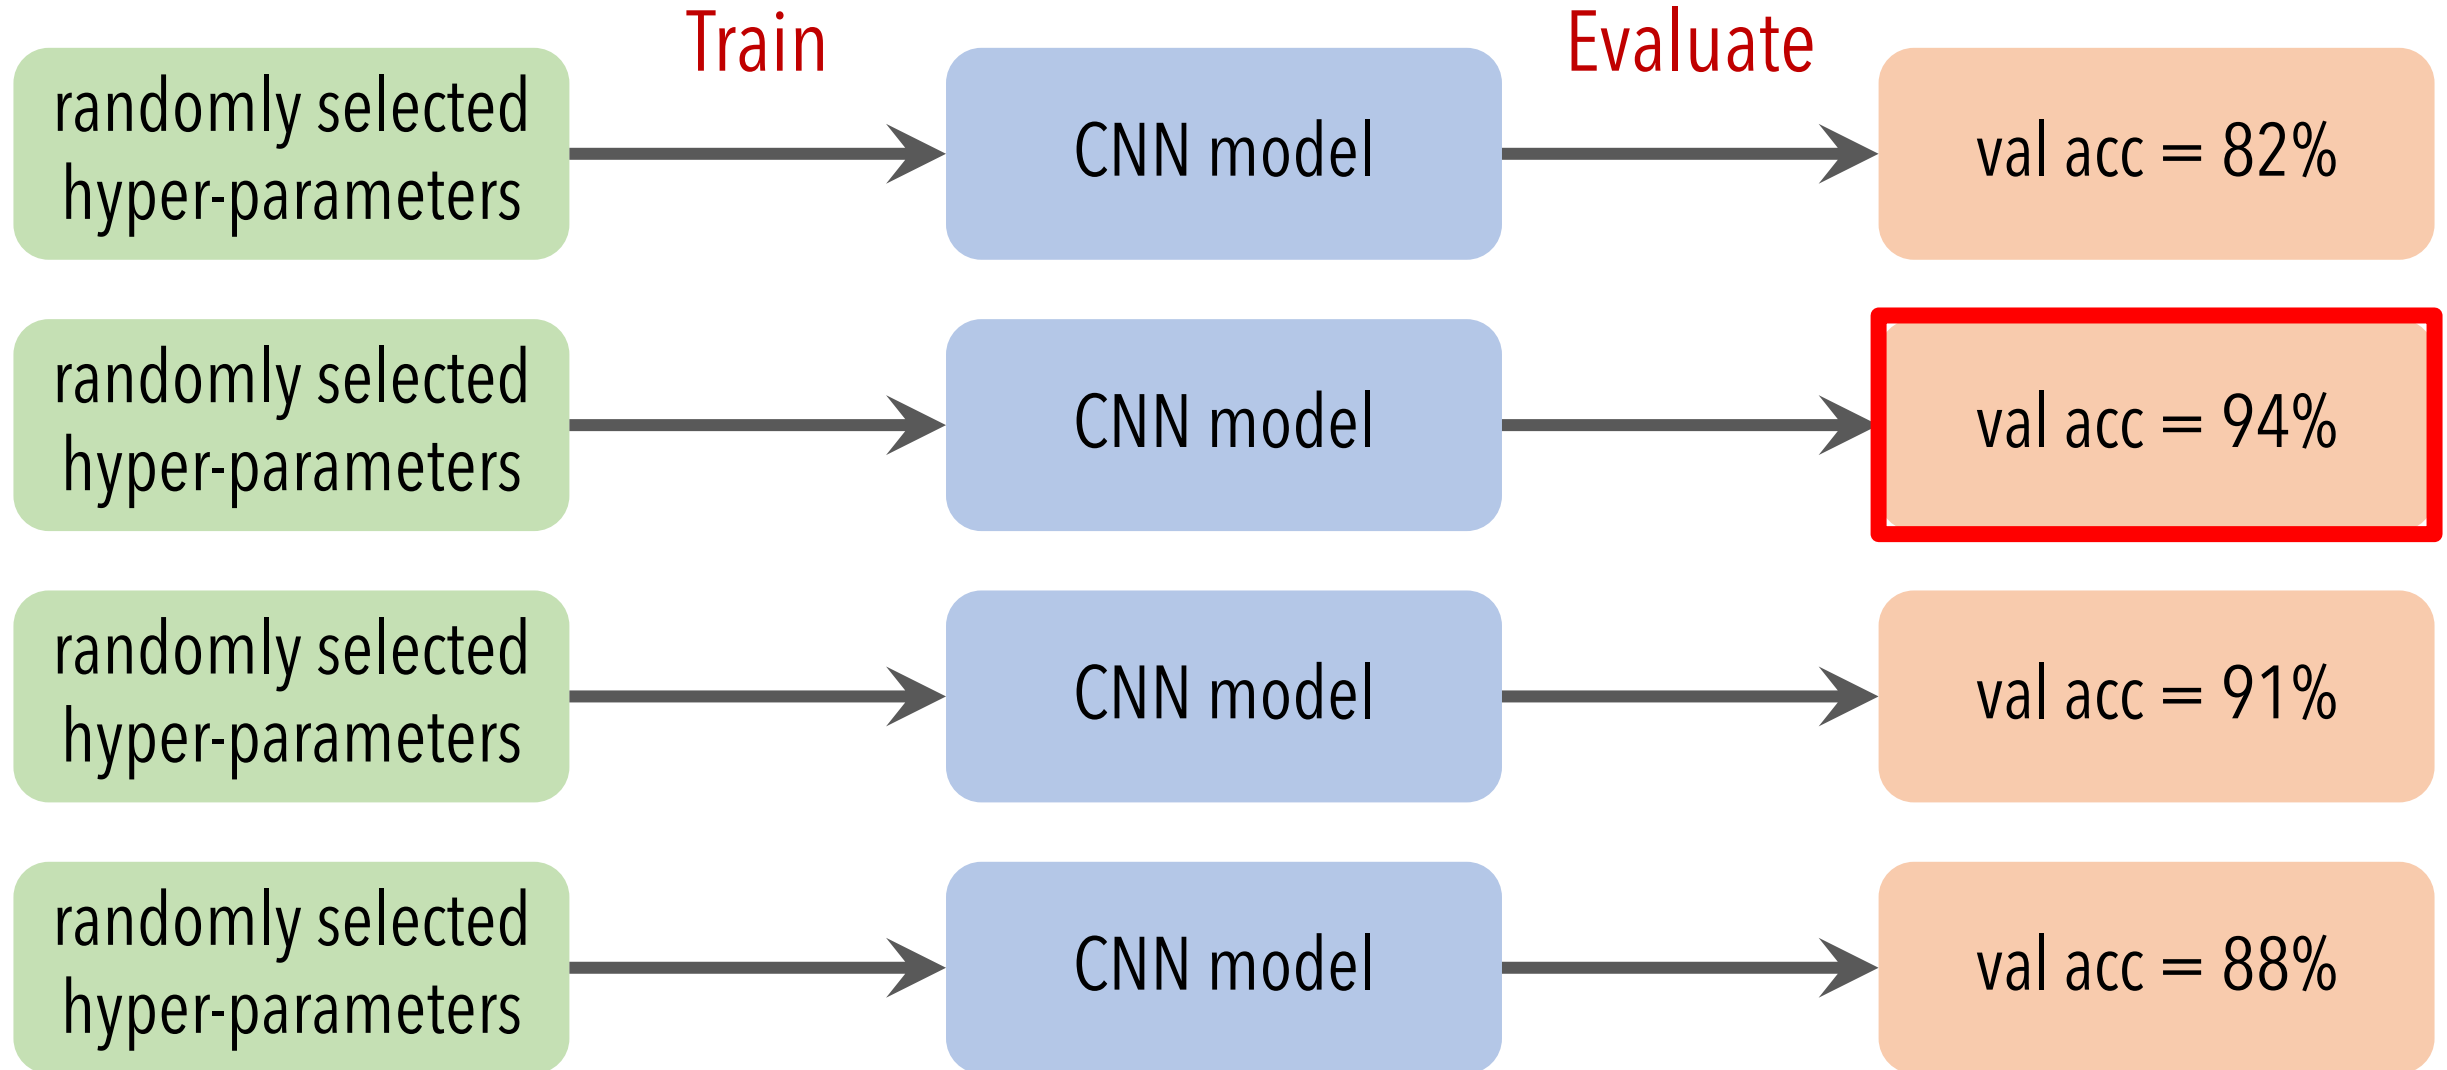 Train
Evaluate
randomly selected
hyper-parameters
CNN model
val acc = 82%
randomly selected
hyper-parameters
CNN model
val acc = 94%
randomly selected
hyper-parameters
CNN model
val acc = 91%
randomly selected
hyper-parameters
CNN model
val acc = 88%